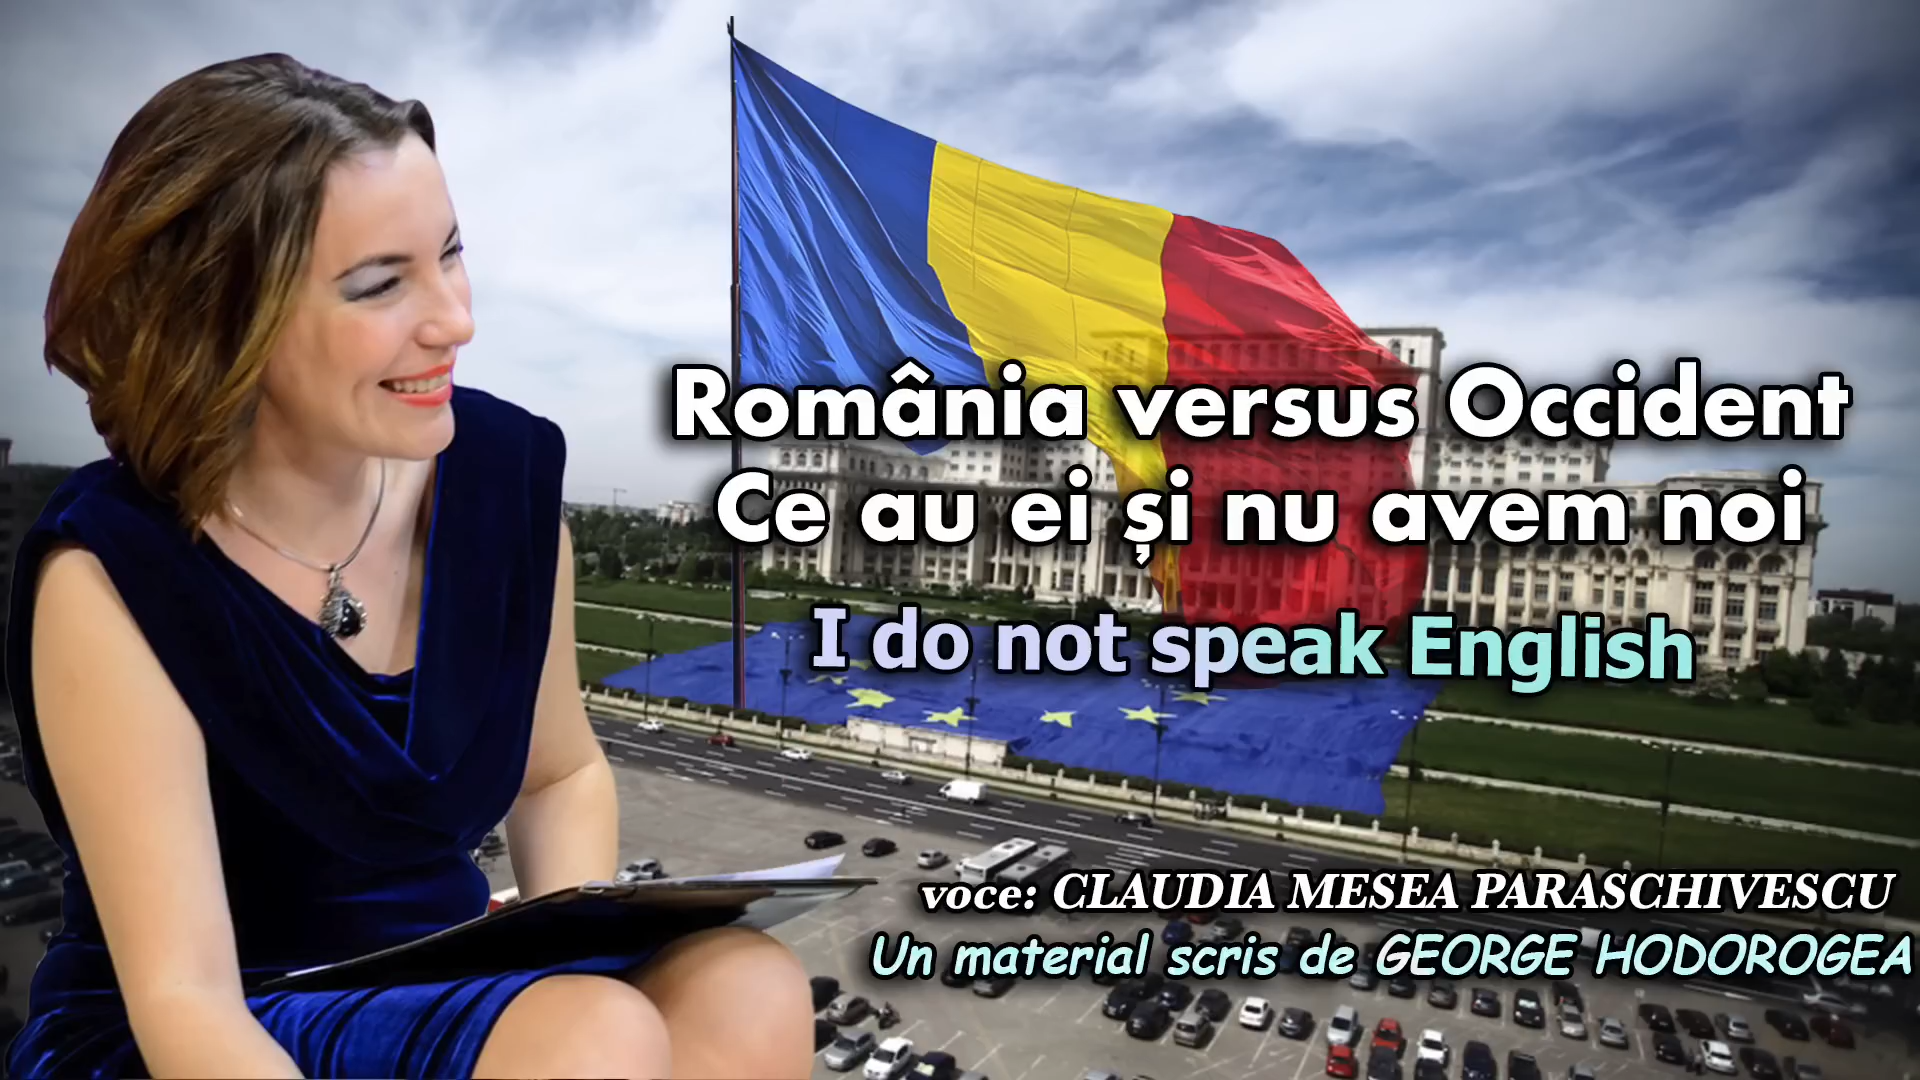 România versus Occident
Ce au ei și nu avem noi
I do not speak English
voce: CLAUDIA MESEA PARASCHIVESCU
Un material scris de GEORGE HODOROGEA